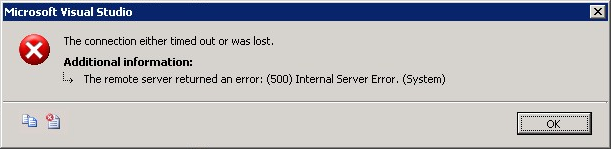 Microsoft Visual Studio
The connection either timed out or was lost.
Additional information:
The remote server returned an error: (500) Internal Server Error. (System)
OK